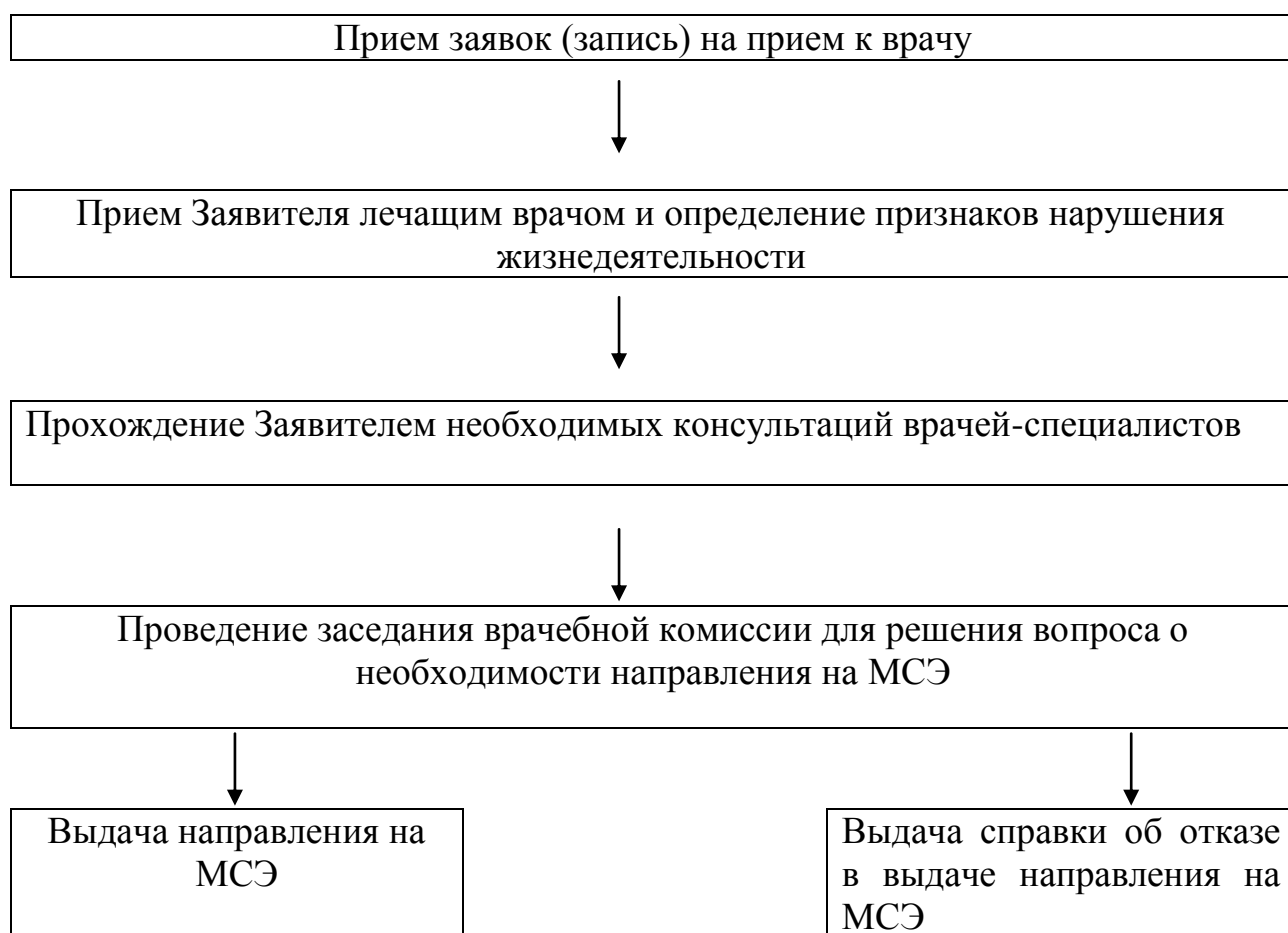 Прием заявок (запись) на прием к врачу
Прием Заявителя лечащим врачом и определение признаков нарушения
жизнедеятельности
Прохождение Заявителем необходимых консультаций врачей-специалистов
Проведение заседания врачебной комиссии для решения вопроса о
необходимости направления на МСЭ
Выдача направления на
МСЭ
Выдача справки об отказе
в выдаче направления на
МСЭ